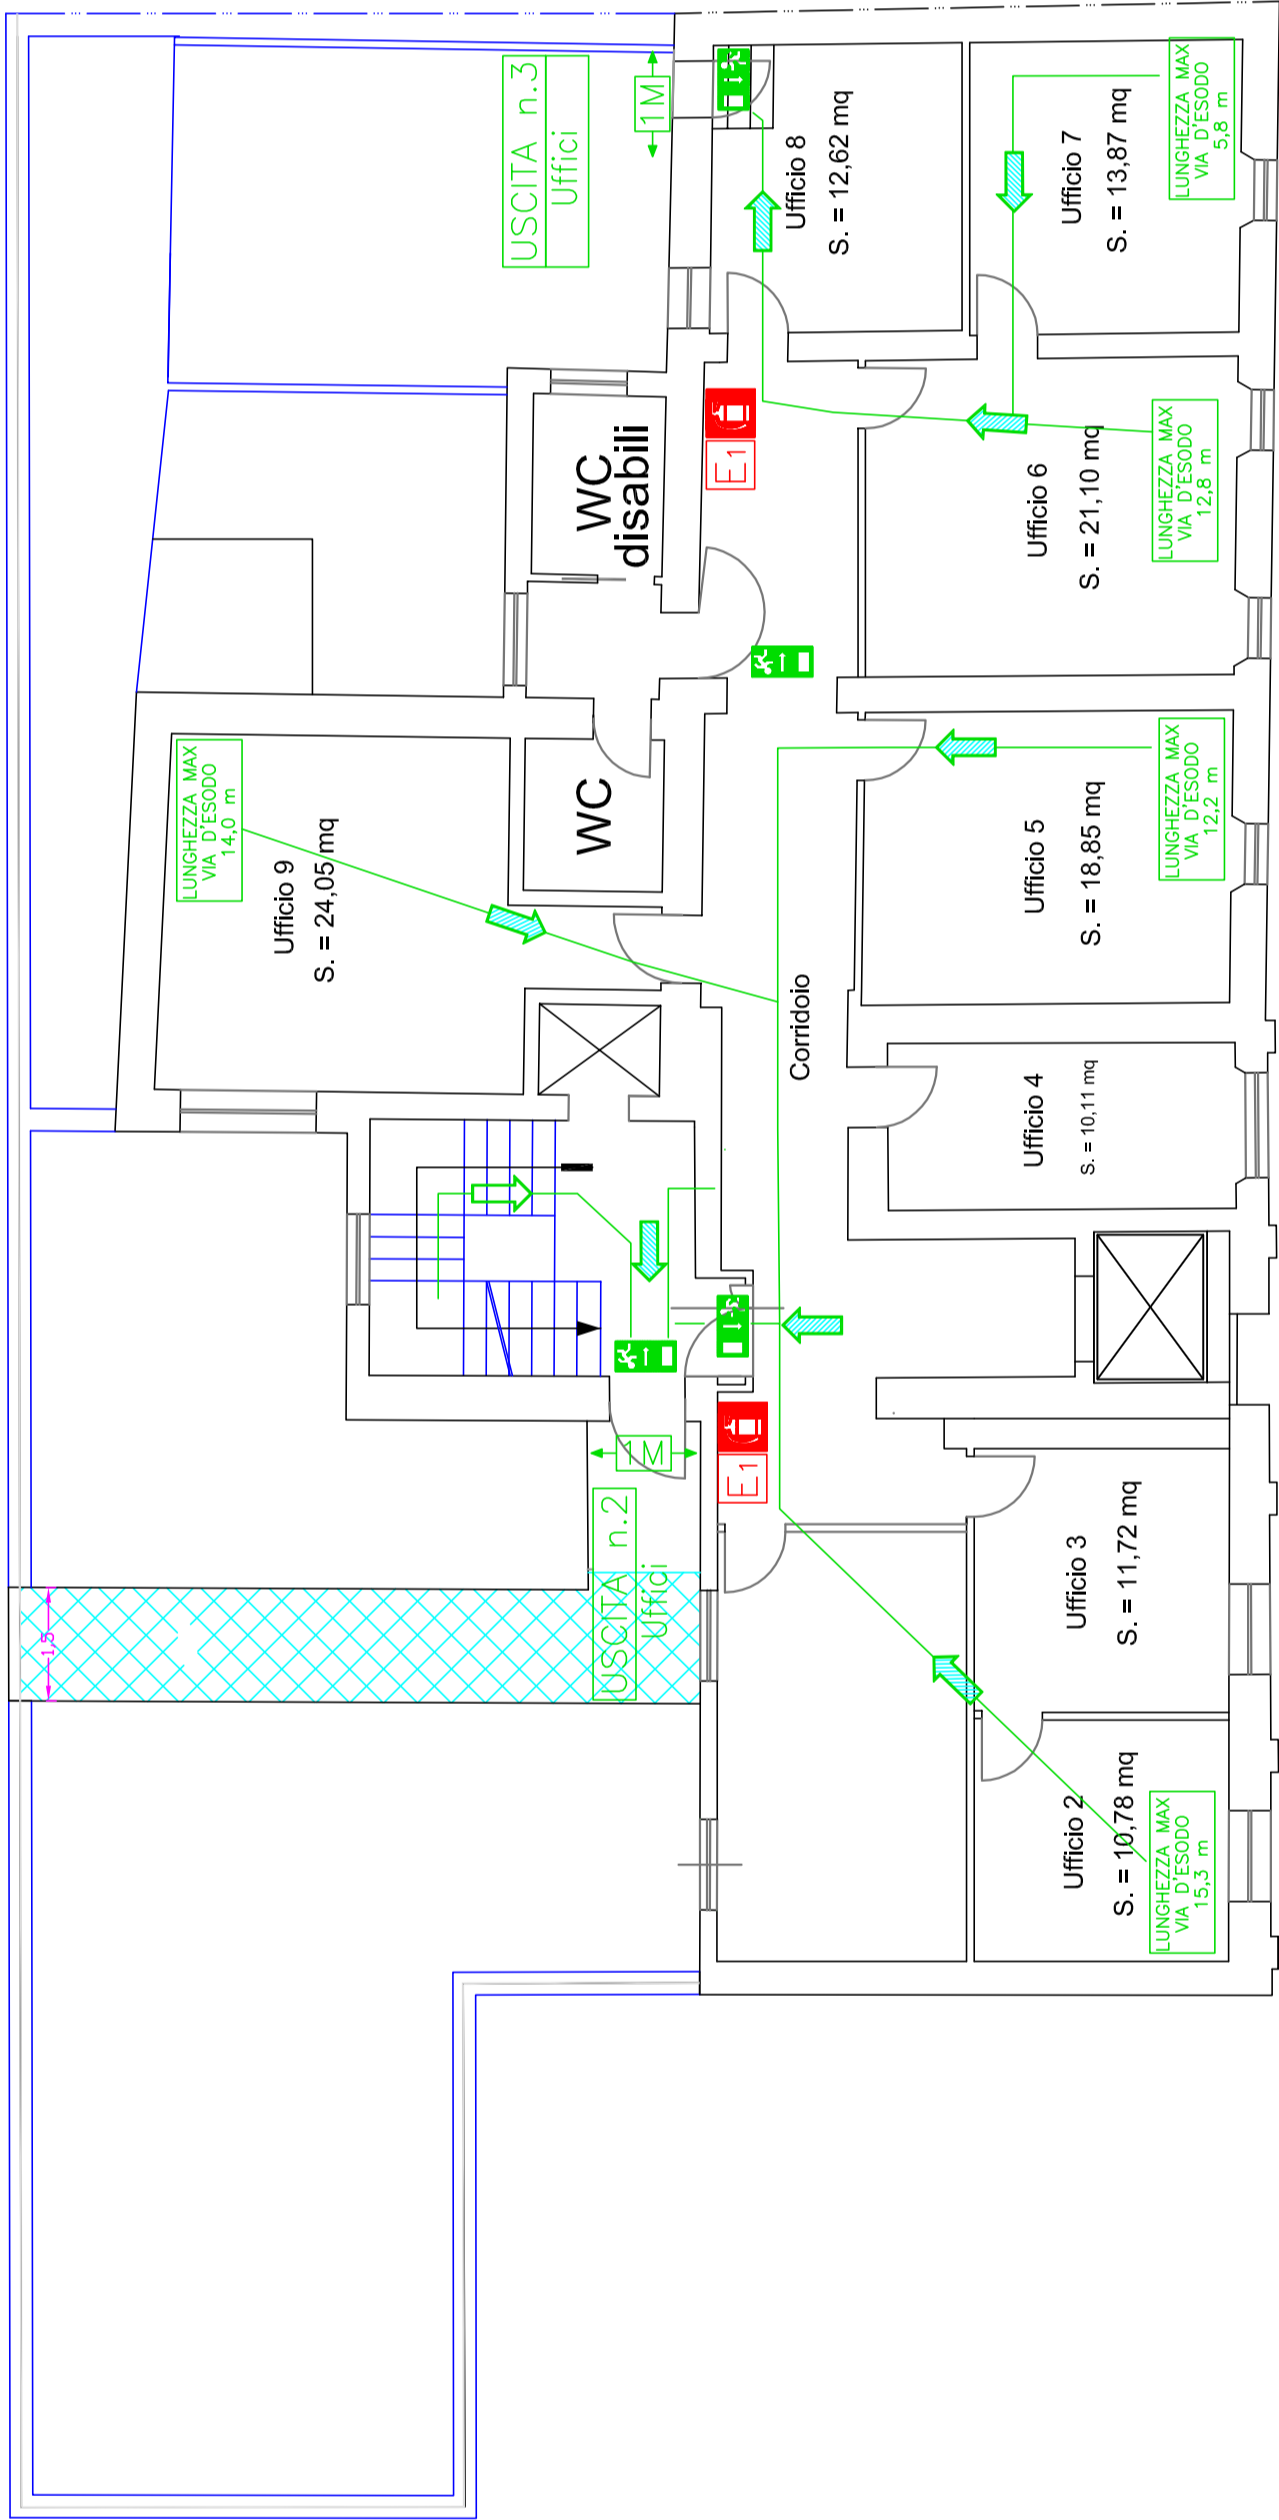 USCITA n.3
Uffici
1M
LUNGHEZZA MAX
VIA D'ESODO
5,8 m
Ufficio 8
S. = 12,62 mq
Ufficio 7
S. = 13,87 mq
WC
disabili
E1
Ufficio 6
S. = 21,10 mq
LUNGHEZZA MAX
VIA D'ESODO
12,8 m
LUNGHEZZA MAX
VIA D'ESODO
14,0 m
Ufficio 9
S. = 24,05 mq
WC
Ufficio 5
S. = 18,85 mq
LUNGHEZZA MAX
VIA D'ESODO
12,2 m
Corridoio
Ufficio 4
S. = 10,11 mq
1M
E1
USCITA n.2
Uffici
1,5
Ufficio 3
S. = 11,72 mq
Ufficio 2
S. = 10,78 mq
LUNGHEZZA MAX
VIA D'ESODO
15,3 m